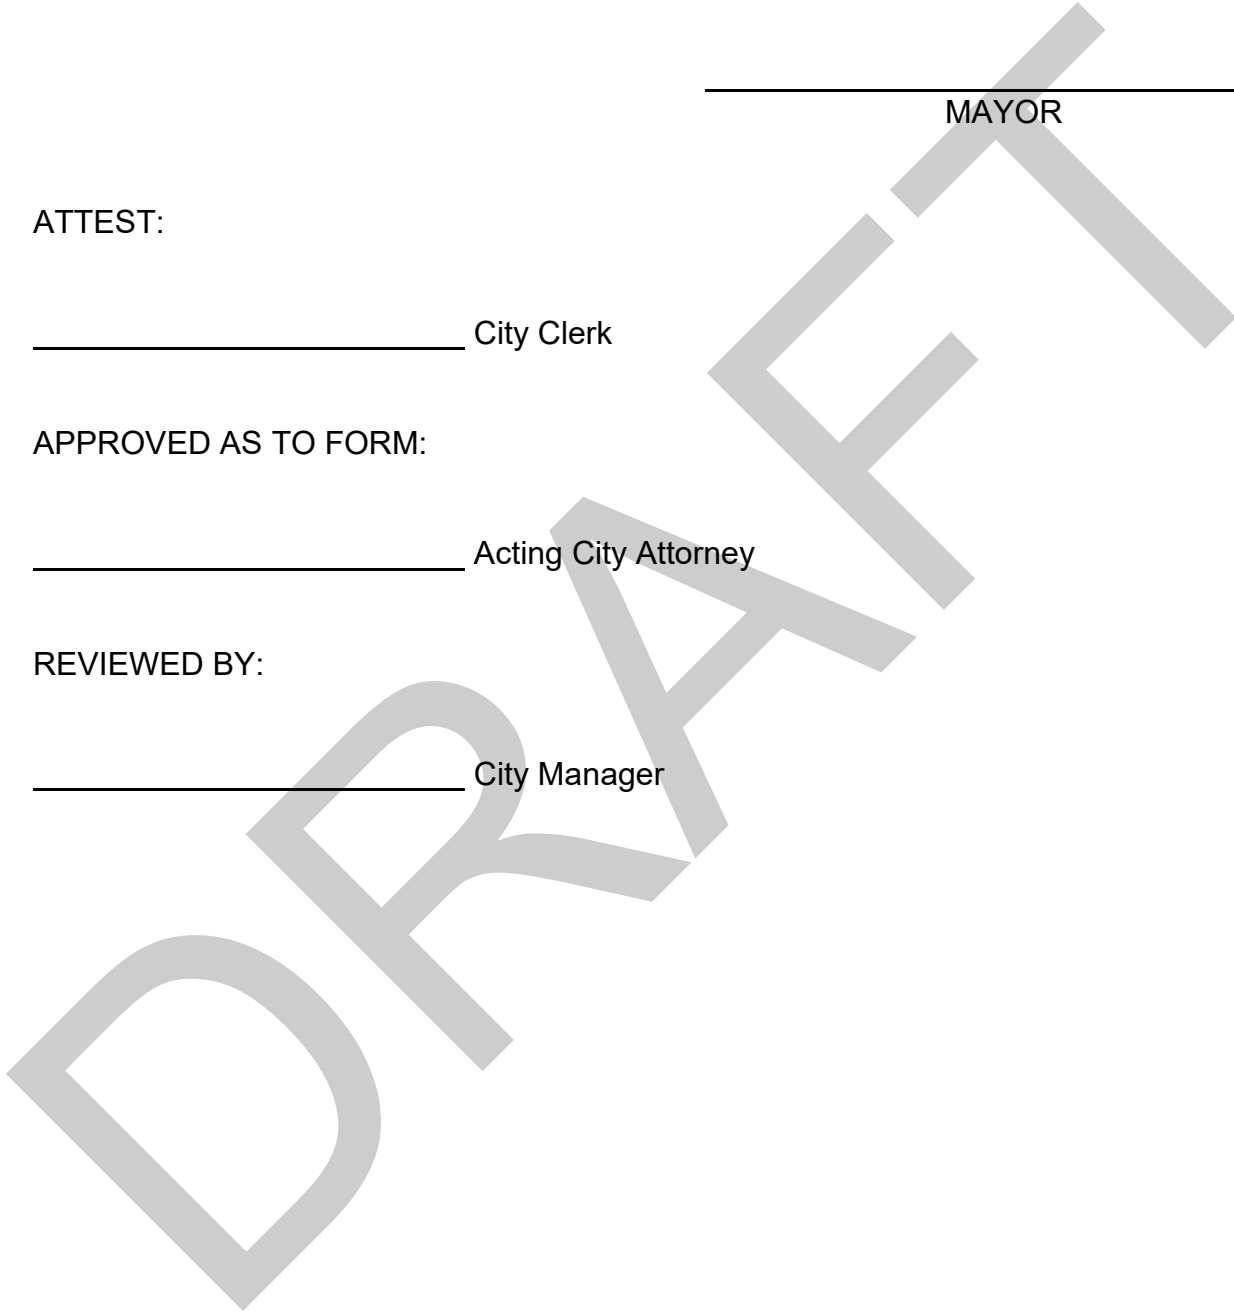 MAYOR
ATTEST:
City Clerk
APPROVED AS TO FORM:
Acting City Attorney
REVIEWED BY:
City Manager
DRAFT